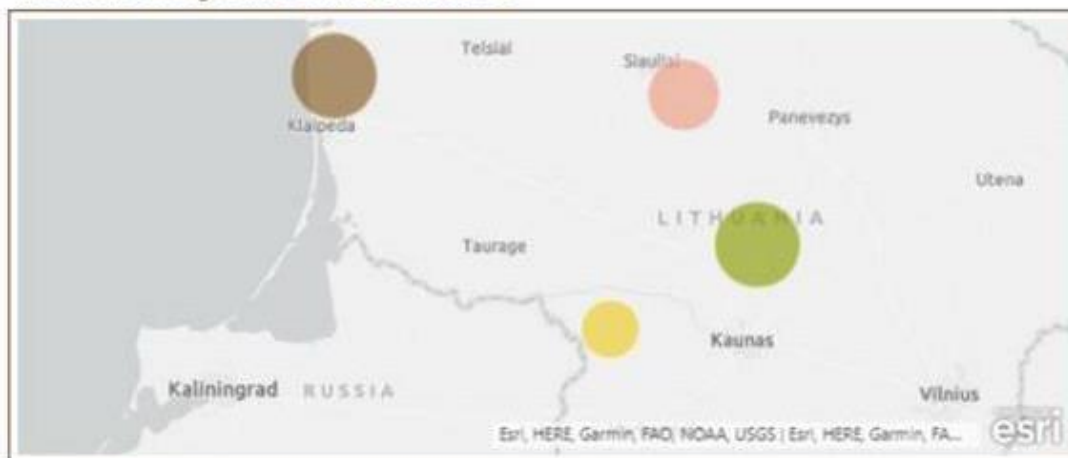 Telsiai
Siauliai
Klaipeda
Panevezys
Utena
LITHUANIA
Taurage
Kaunas
Kaliningrad
RUSSIA
Vilnius
Esri, HERE, Garmin, FAO, NOAA, USGS | Esri, HERE, Garmin, FA...
esri